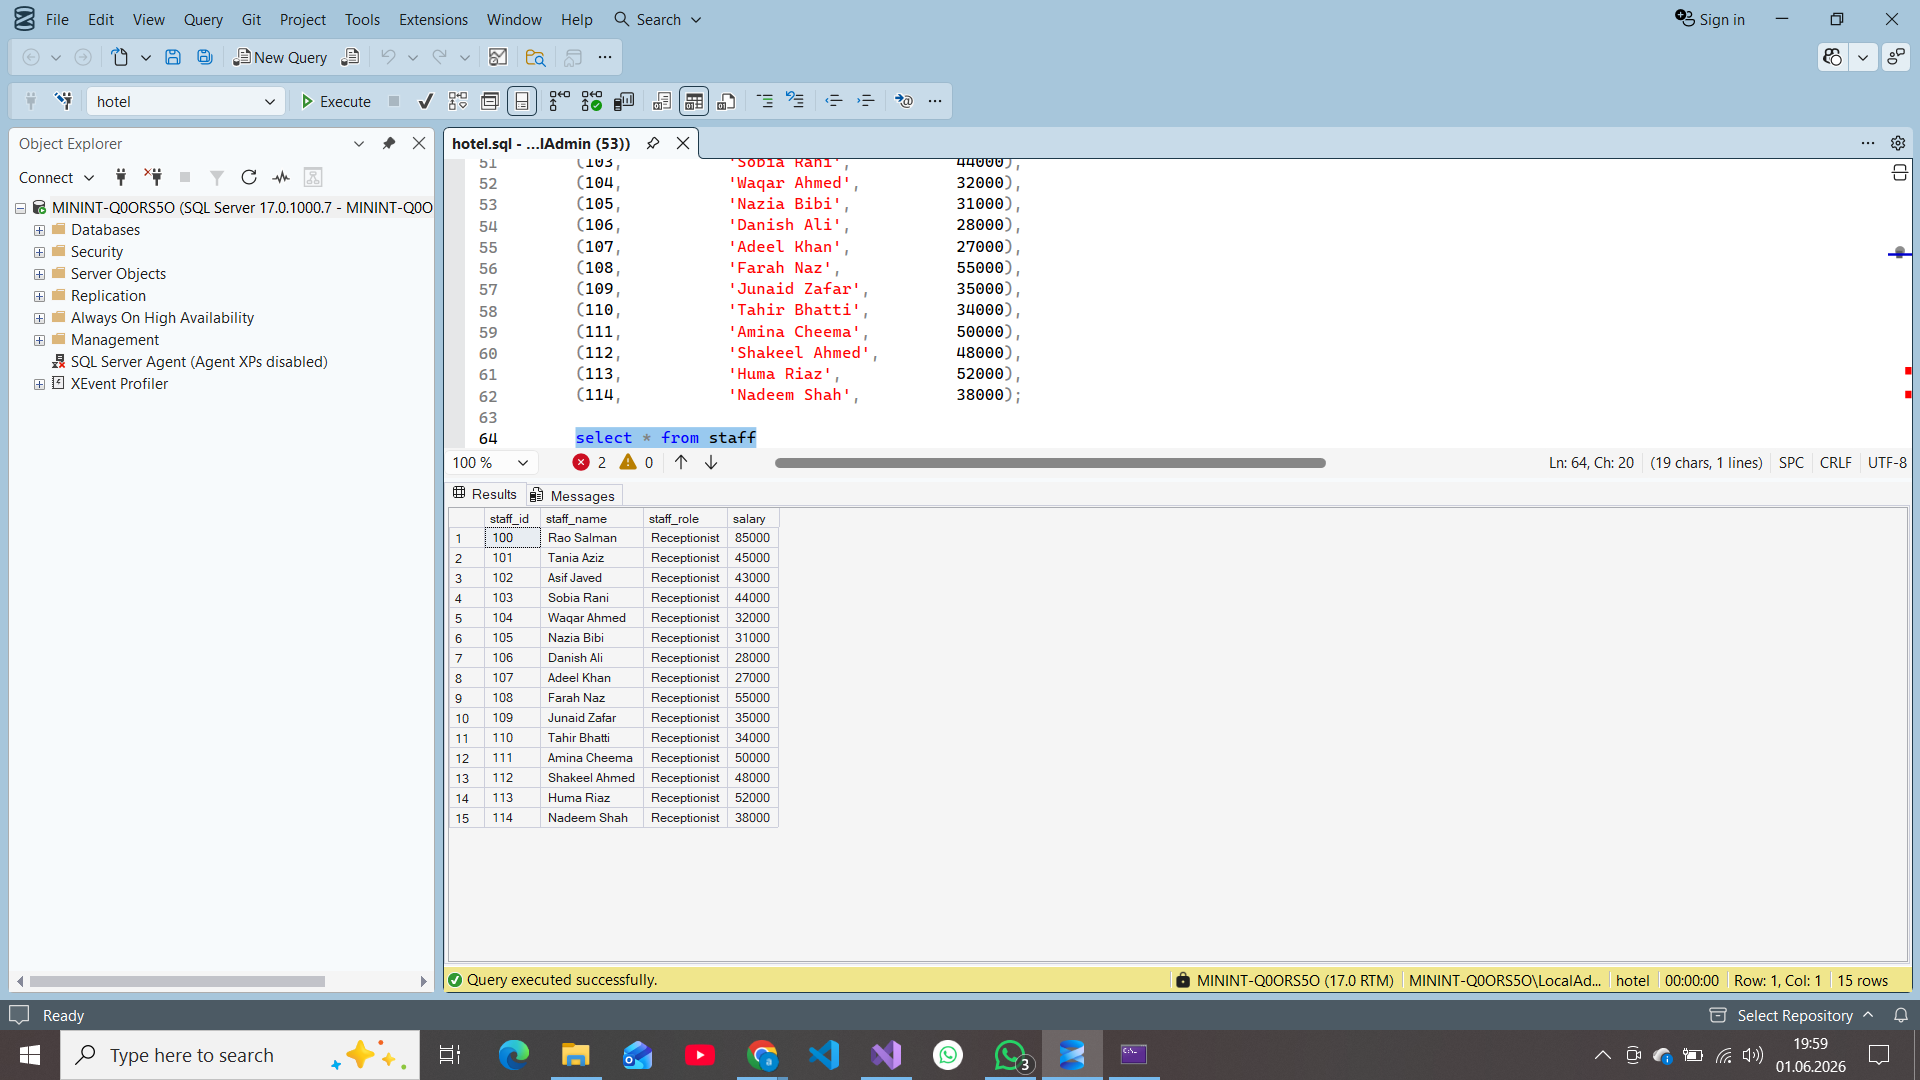 File Edit View Query Git Project Tools Extensions Window Help Search Sign in
New Query
hotel Execute
Object Explorer
Connect
MININT-Q0ORS5O (SQL Server 17.0.1000.7 - MININT-Q0O
Databases
Security
Server Objects
Replication
Always On High Availability
Management
SQL Server Agent (Agent XPs disabled)
XEvent Profiler
hotel.sql - ...lAdmin (53))
51 (103, 'Sobia Rani', 44000),
52 (104, 'Waqar Ahmed', 32000),
53 (105, 'Nazia Bibi', 31000),
54 (106, 'Danish Ali', 28000),
55 (107, 'Adeel Khan', 27000),
56 (108, 'Farah Naz', 55000),
57 (109, 'Junaid Zafar', 35000),
58 (110, 'Tahir Bhatti', 34000),
59 (111, 'Amina Cheema', 50000),
60 (112, 'Shakeel Ahmed', 48000),
61 (113, 'Huma Riaz', 52000),
62 (114, 'Nadeem Shah', 38000);
63
64 select * from staff
100 % 2 0 Ln: 64, Ch: 20 (19 chars, 1 lines) SPC CRLF UTF-8
Results Messages
staff_id staff_name staff_role salary
1 100 Rao Salman Receptionist 85000
2 101 Tania Aziz Receptionist 45000
3 102 Asif Javed Receptionist 43000
4 103 Sobia Rani Receptionist 44000
5 104 Waqar Ahmed Receptionist 32000
6 105 Nazia Bibi Receptionist 31000
7 106 Danish Ali Receptionist 28000
8 107 Adeel Khan Receptionist 27000
9 108 Farah Naz Receptionist 55000
10 109 Junaid Zafar Receptionist 35000
11 110 Tahir Bhatti Receptionist 34000
12 111 Amina Cheema Receptionist 50000
13 112 Shakeel Ahmed Receptionist 48000
14 113 Huma Riaz Receptionist 52000
15 114 Nadeem Shah Receptionist 38000
Query executed successfully. MININT-Q0ORS5O (17.0 RTM) MININT-Q0ORS5O\LocalAd... hotel 00:00:00 Row: 1, Col: 1 15 rows
Ready Select Repository
Type here to search 3 19:59
01.06.2026